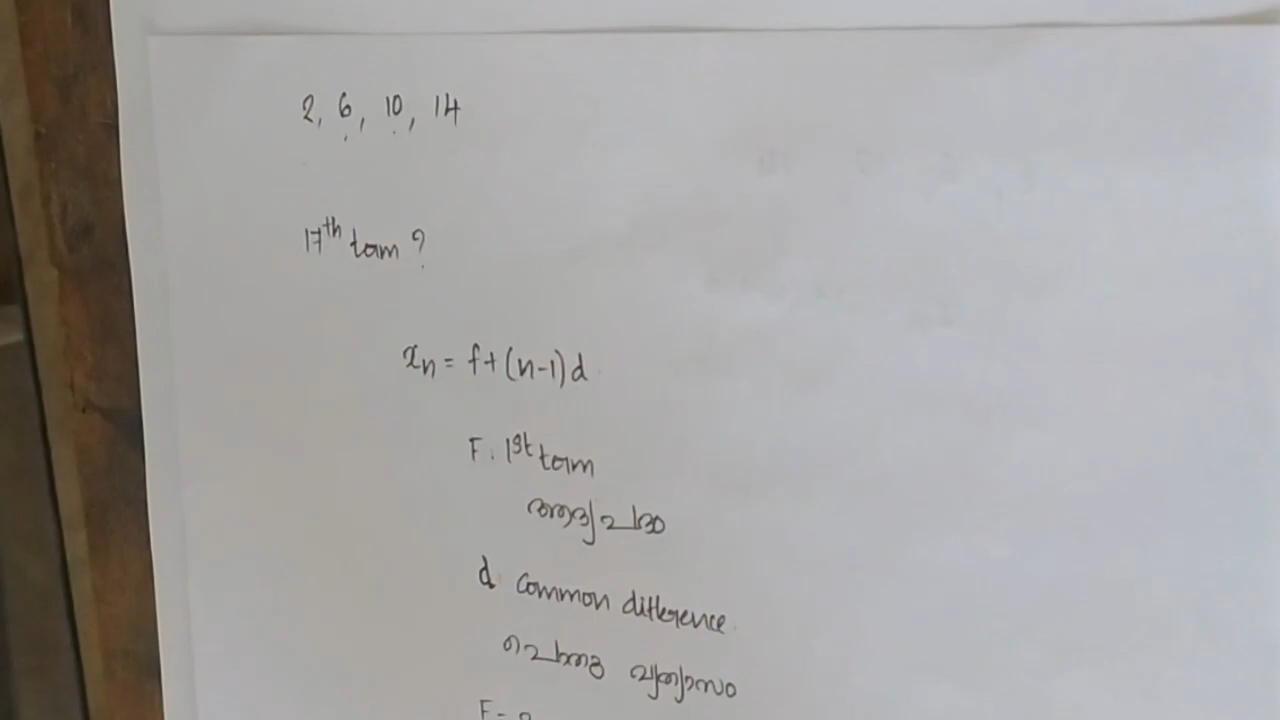 2, 6, 10, 14
17th term ?
xn = f+(n-1)d
F. 1st term
ആദ്യപദം
d common difference
പൊതു വ്യത്യാസം
F-